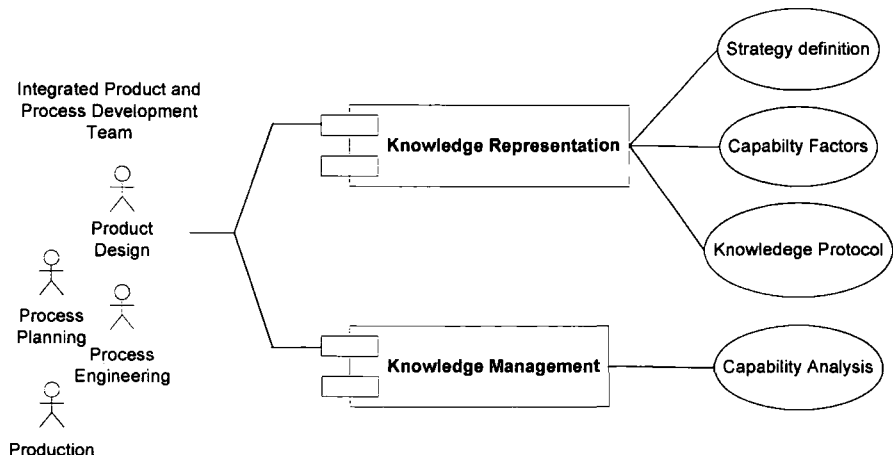 Strategy definition
Integrated Product and
Process Development
Team
Knowledge Representation
Capabilty Factors
Product
Design
Knowledege Protocol
Process
Planning
Process
Engineering
Knowledge Management
Capability Analysis
Production